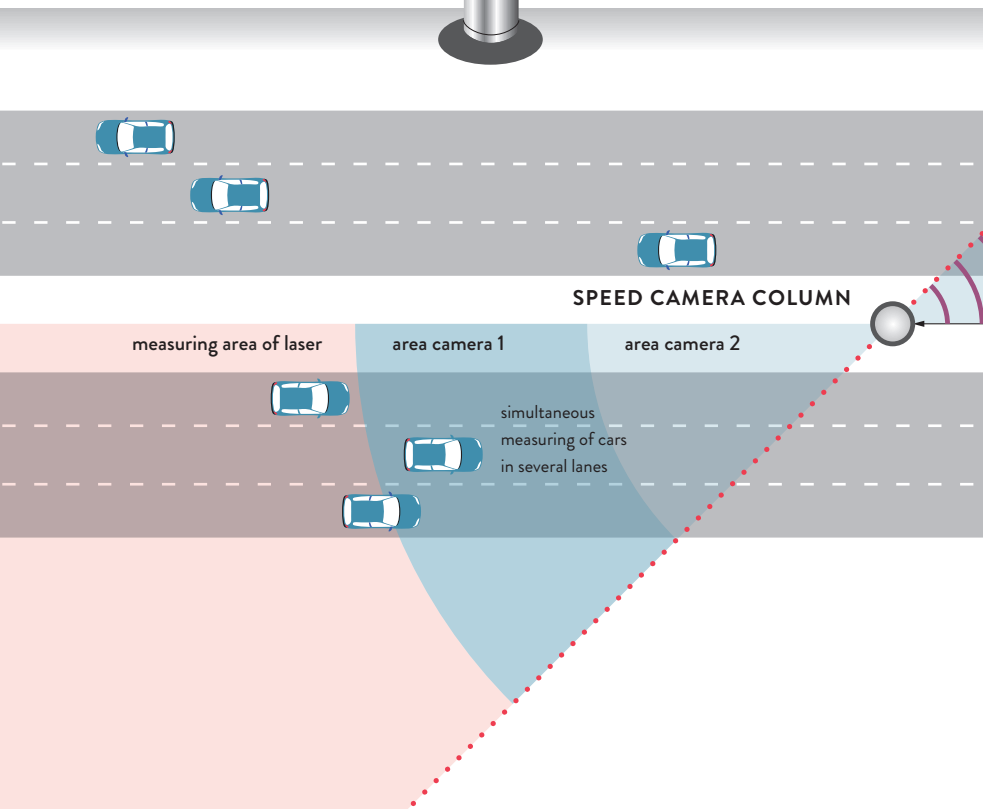 SPEED CAMERA COLUMN
measuring area of laser
area camera 1
area camera 2
simultaneous
measuring of cars
in several lanes